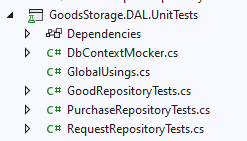 GoodsStorage.DAL.UnitTests
Dependencies
C# DbContextMocker.cs
C# GlobalUsings.cs
C# GoodRepositoryTests.cs
C# PurchaseRepositoryTests.cs
C# RequestRepositoryTests.cs